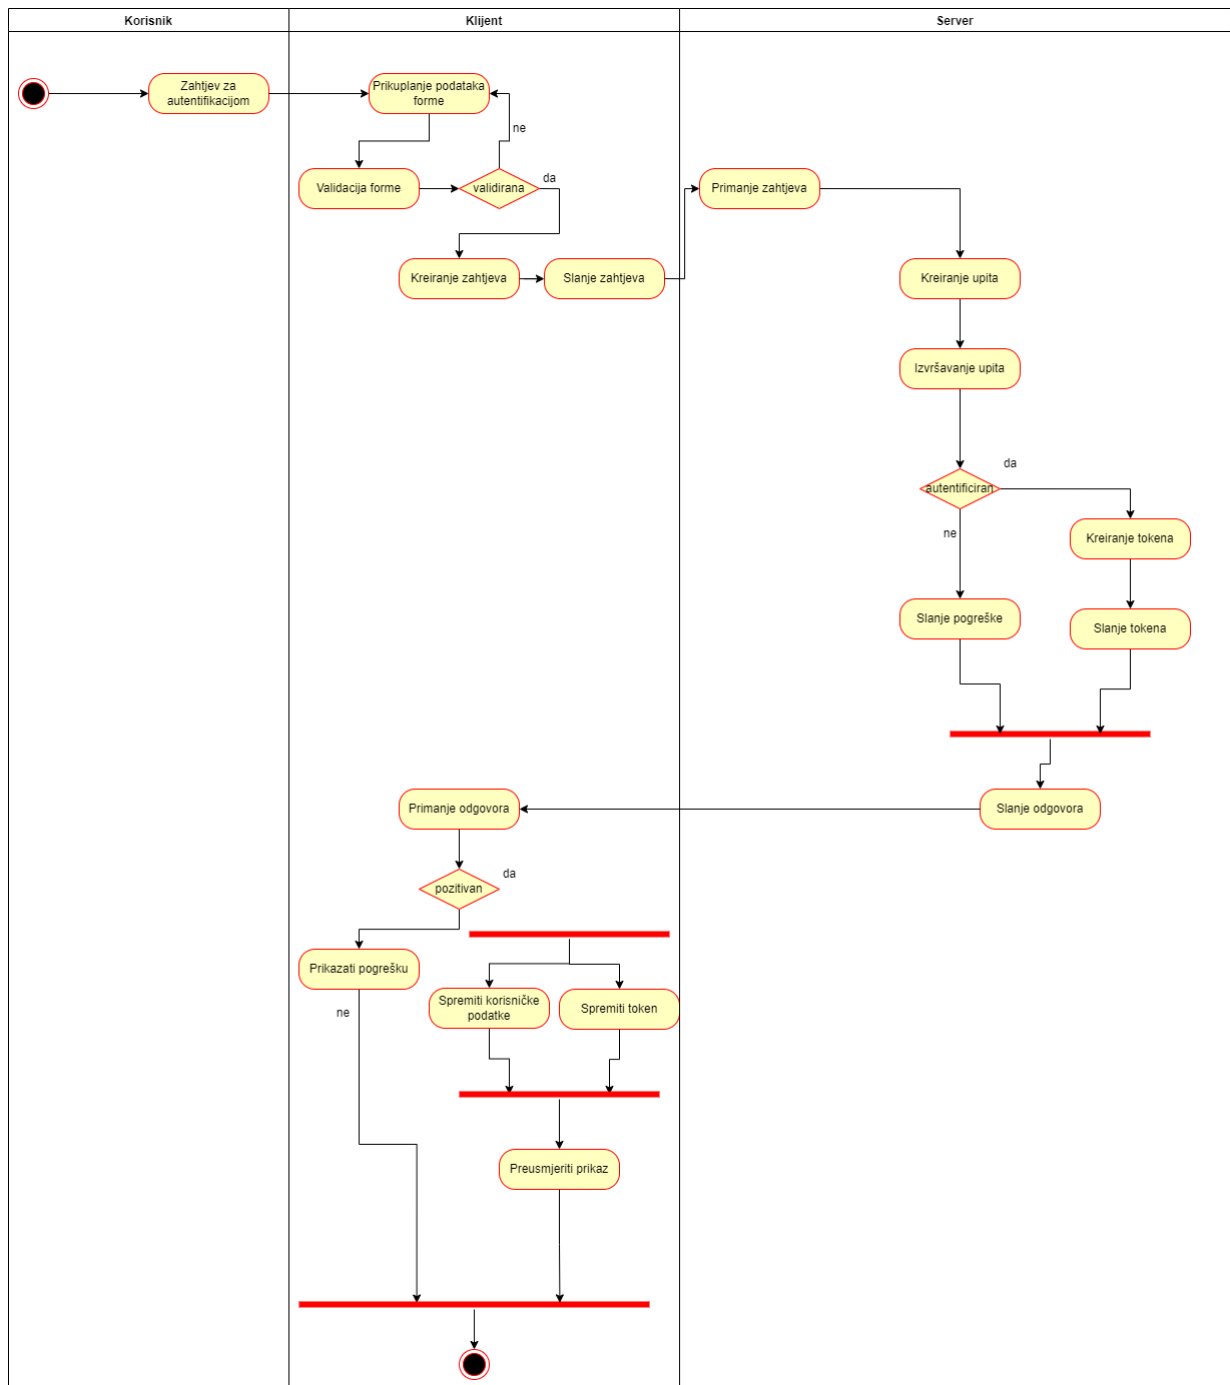 Korisnik
Klijent
Server
Zahtjev za
autentifikacijom
Prikuplanje podataka
forme
ne
Validacija forme
validirana
da
Primanje zahtjeva
Kreiranje zahtjeva
Slanje zahtjeva
Kreiranje upita
Izvršavanje upita
da
autentificiran
ne
Kreiranje tokena
Slanje pogreške
Slanje tokena
Primanje odgovora
Slanje odgovora
da
pozitivan
Prikazati pogrešku
ne
Spremiti korisničke
podatke
Spremiti token
Preusmjeriti prikaz